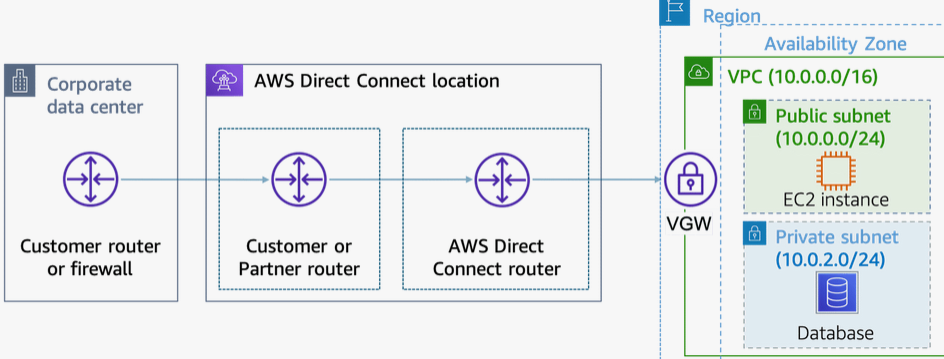 Region
Availability Zone
Corporate
data center
AWS Direct Connect location
VPC (10.0.0.0/16)
Public subnet
(10.0.0.0/24)
EC2 instance
VGW
Customer router
or firewall
Customer or
Partner router
AWS Direct
Connect router
Private subnet
(10.0.2.0/24)
Database